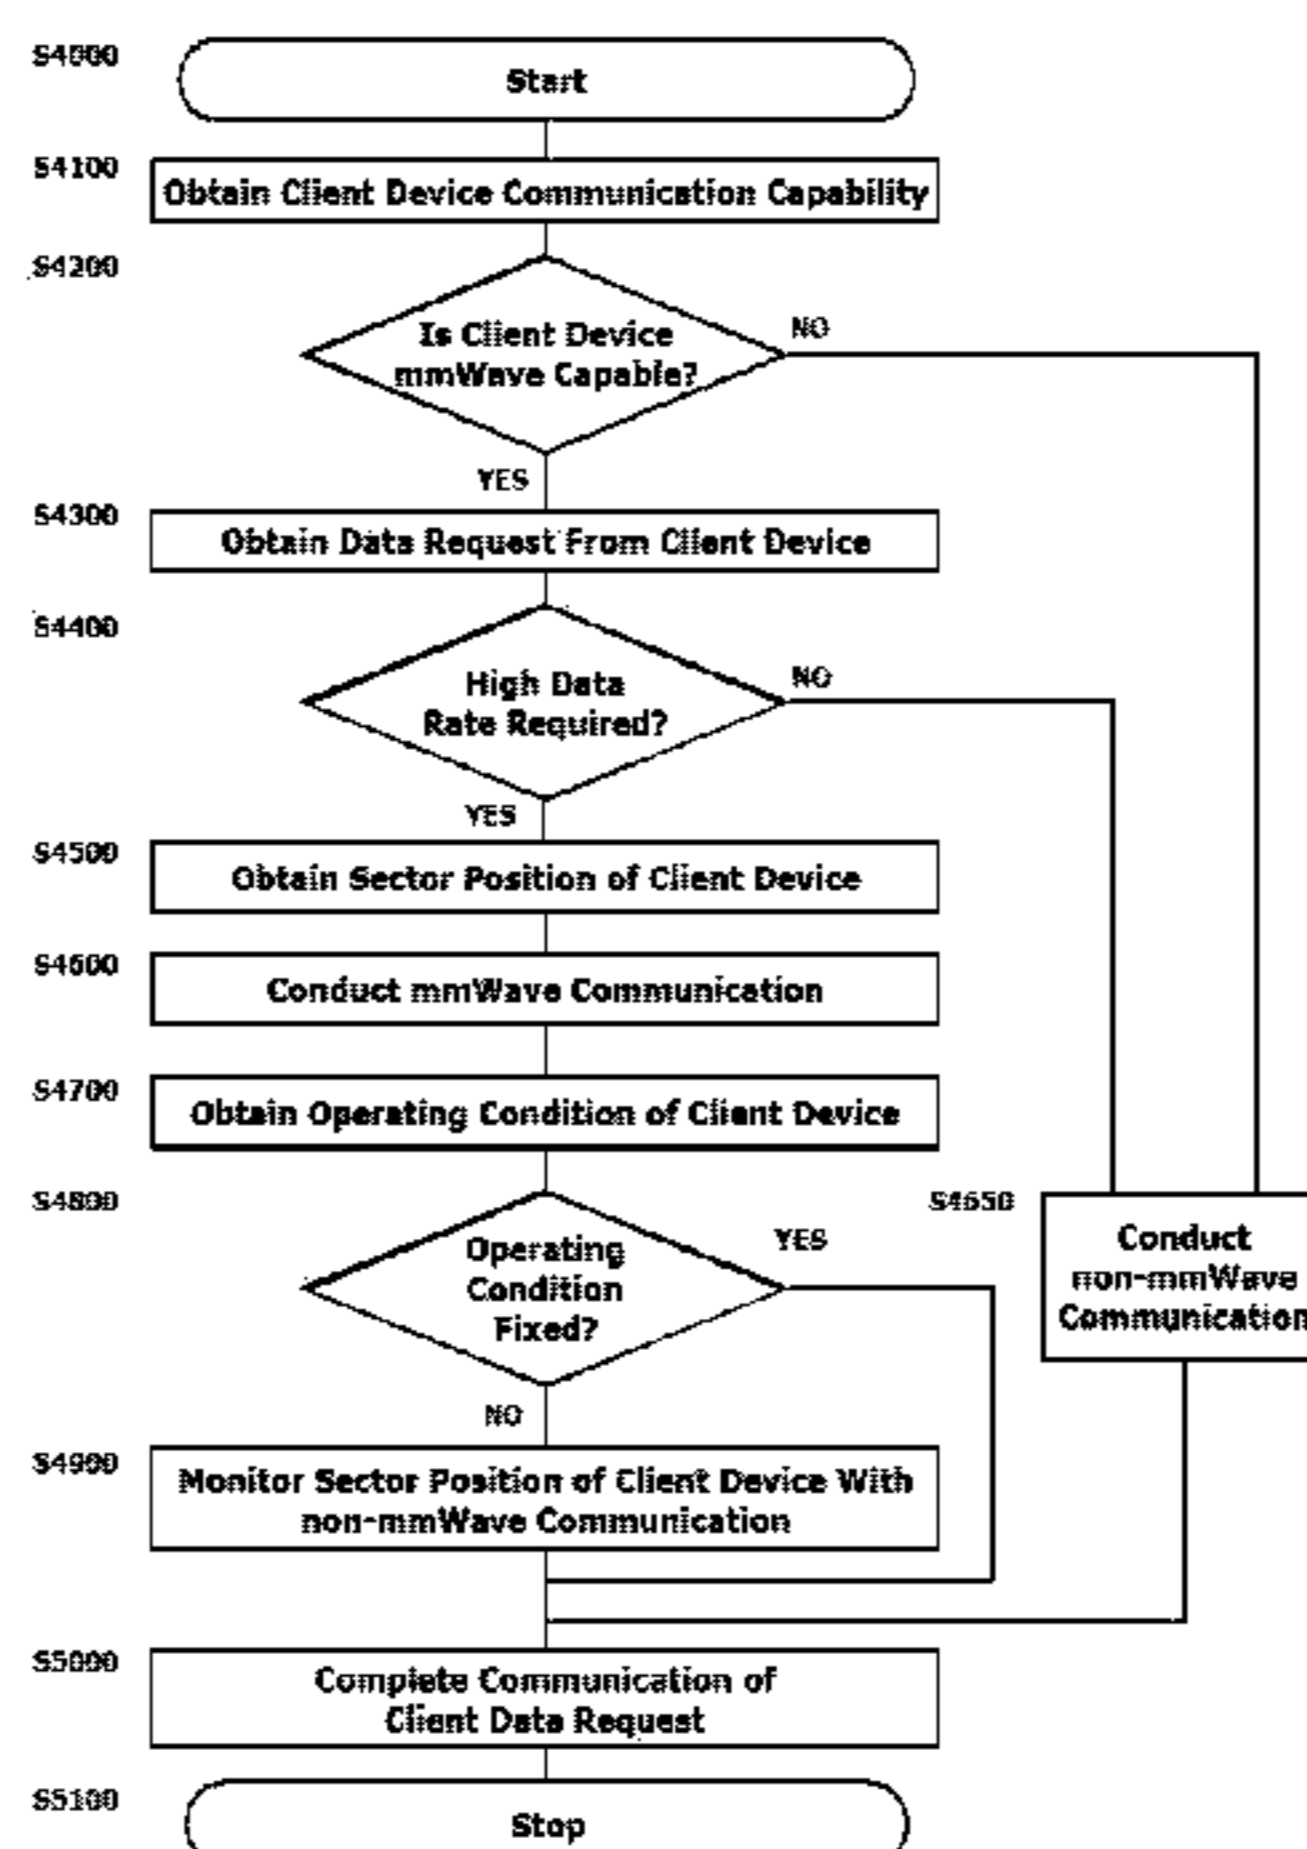 S4000
Start
S4100
Obtain Client Device Communication Capability
S4200
Is Client Device
mmWave Capable?
NO
YES
S4300
Obtain Data Request From Client Device
S4400
High Data
Rate Required?
NO
YES
S4500
Obtain Sector Position of Client Device
S4600
Conduct mmWave Communication
S4700
Obtain Operating Condition of Client Device
S4800
Operating
Condition
Fixed?
YES
NO
S4650
Conduct
non-mmWave
Communication
S4900
Monitor Sector Position of Client Device With
non-mmWave Communication
S5000
Complete Communication of
Client Data Request
S5100
Stop